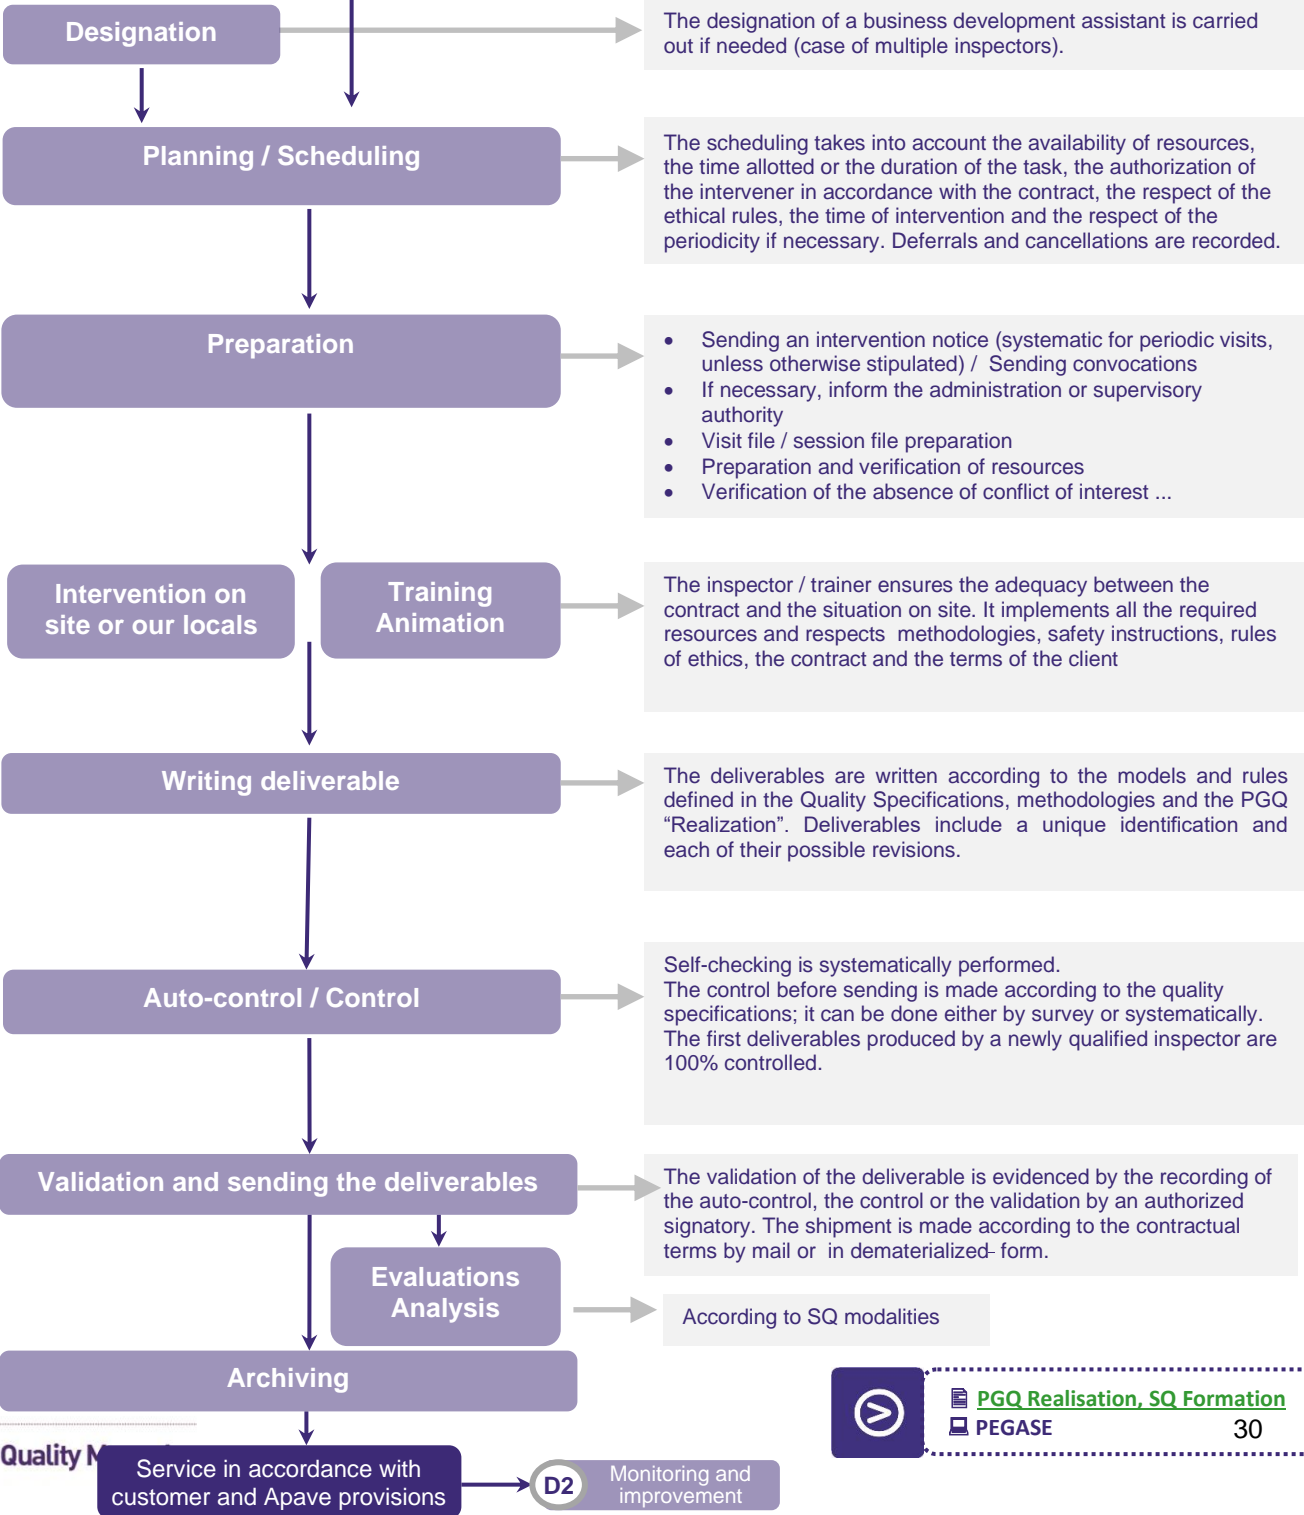 Designation
The designation of a business development assistant is carried
out if needed (case of multiple inspectors).
Planning / Scheduling
The scheduling takes into account the availability of resources,
the time allotted or the duration of the task, the authorization of
the intervener in accordance with the contract, the respect of the
ethical rules, the time of intervention and the respect of the
periodicity if necessary. Deferrals and cancellations are recorded.
Preparation
• Sending an intervention notice (systematic for periodic visits,
unless otherwise stipulated) / Sending convocations
• If necessary, inform the administration or supervisory
authority
• Visit file / session file preparation
• Preparation and verification of resources
• Verification of the absence of conflict of interest ...
Intervention on
site or our locals
Training
Animation
The inspector / trainer ensures the adequacy between the
contract and the situation on site. It implements all the required
resources and respects methodologies, safety instructions, rules
of ethics, the contract and the terms of the client
Writing deliverable
The deliverables are written according to the models and rules
defined in the Quality Specifications, methodologies and the PGQ
“Realization”. Deliverables include a unique identification and
each of their possible revisions.
Auto-control / Control
Self-checking is systematically performed.
The control before sending is made according to the quality
specifications; it can be done either by survey or systematically.
The first deliverables produced by a newly qualified inspector are
100% controlled.
Validation and sending the deliverables
The validation of the deliverable is evidenced by the recording of
the auto-control, the control or the validation by an authorized
signatory. The shipment is made according to the contractual
terms by mail or in dematerialized- form.
Evaluations
Analysis
According to SQ modalities
Archiving
PGQ Realisation, SQ Formation
PEGASE
30
Quality
Service in accordance with
customer and Apave provisions
D2
Monitoring and
improvement